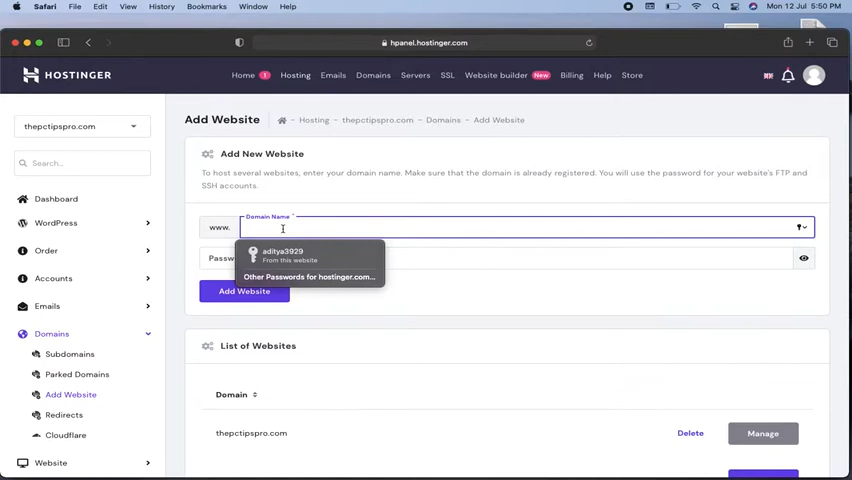 Safari File Edit View History Bookmarks Window Help Mon 12 Jul 5:50 PM
hpanel.hostinger.com
HOSTINGER Home 1 Hosting Emails Domains Servers SSL Website builder New Billing Help Store
thepctipspro.com
Search...
Dashboard
WordPress
Order
Accounts
Emails
Domains
Subdomains
Parked Domains
Add Website
Redirects
Cloudflare
Website
Add Website - Hosting - thepctipspro.com - Domains - Add Website
Add New Website
To host several websites, enter your domain name. Make sure that the domain is already registered. You will use the password for your website's FTP and
SSH accounts.
Domain Name *
www.
aditya3929
From this website
Other Passwords for hostinger.com...
Passw
Add Website
List of Websites
Domain
thepctipspro.com Delete Manage